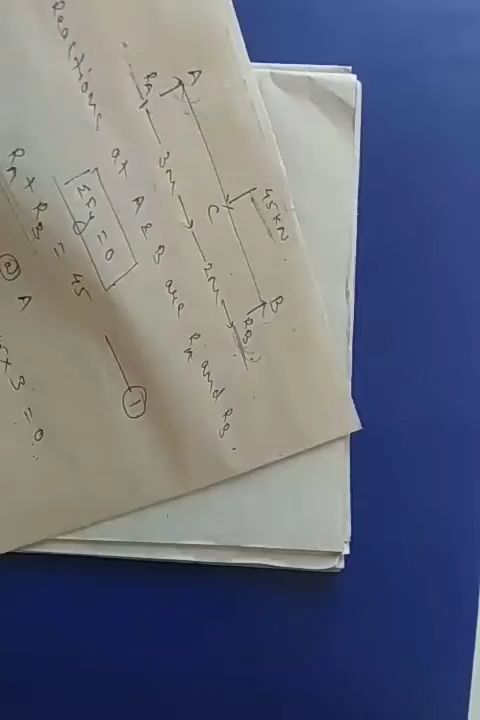 45 KN
A C B
RA 3m 2m RB
Reactions at A & B are RA and RB.
ΣFy = 0
RA + RB = 45 ①
@ A
× 3 = 0